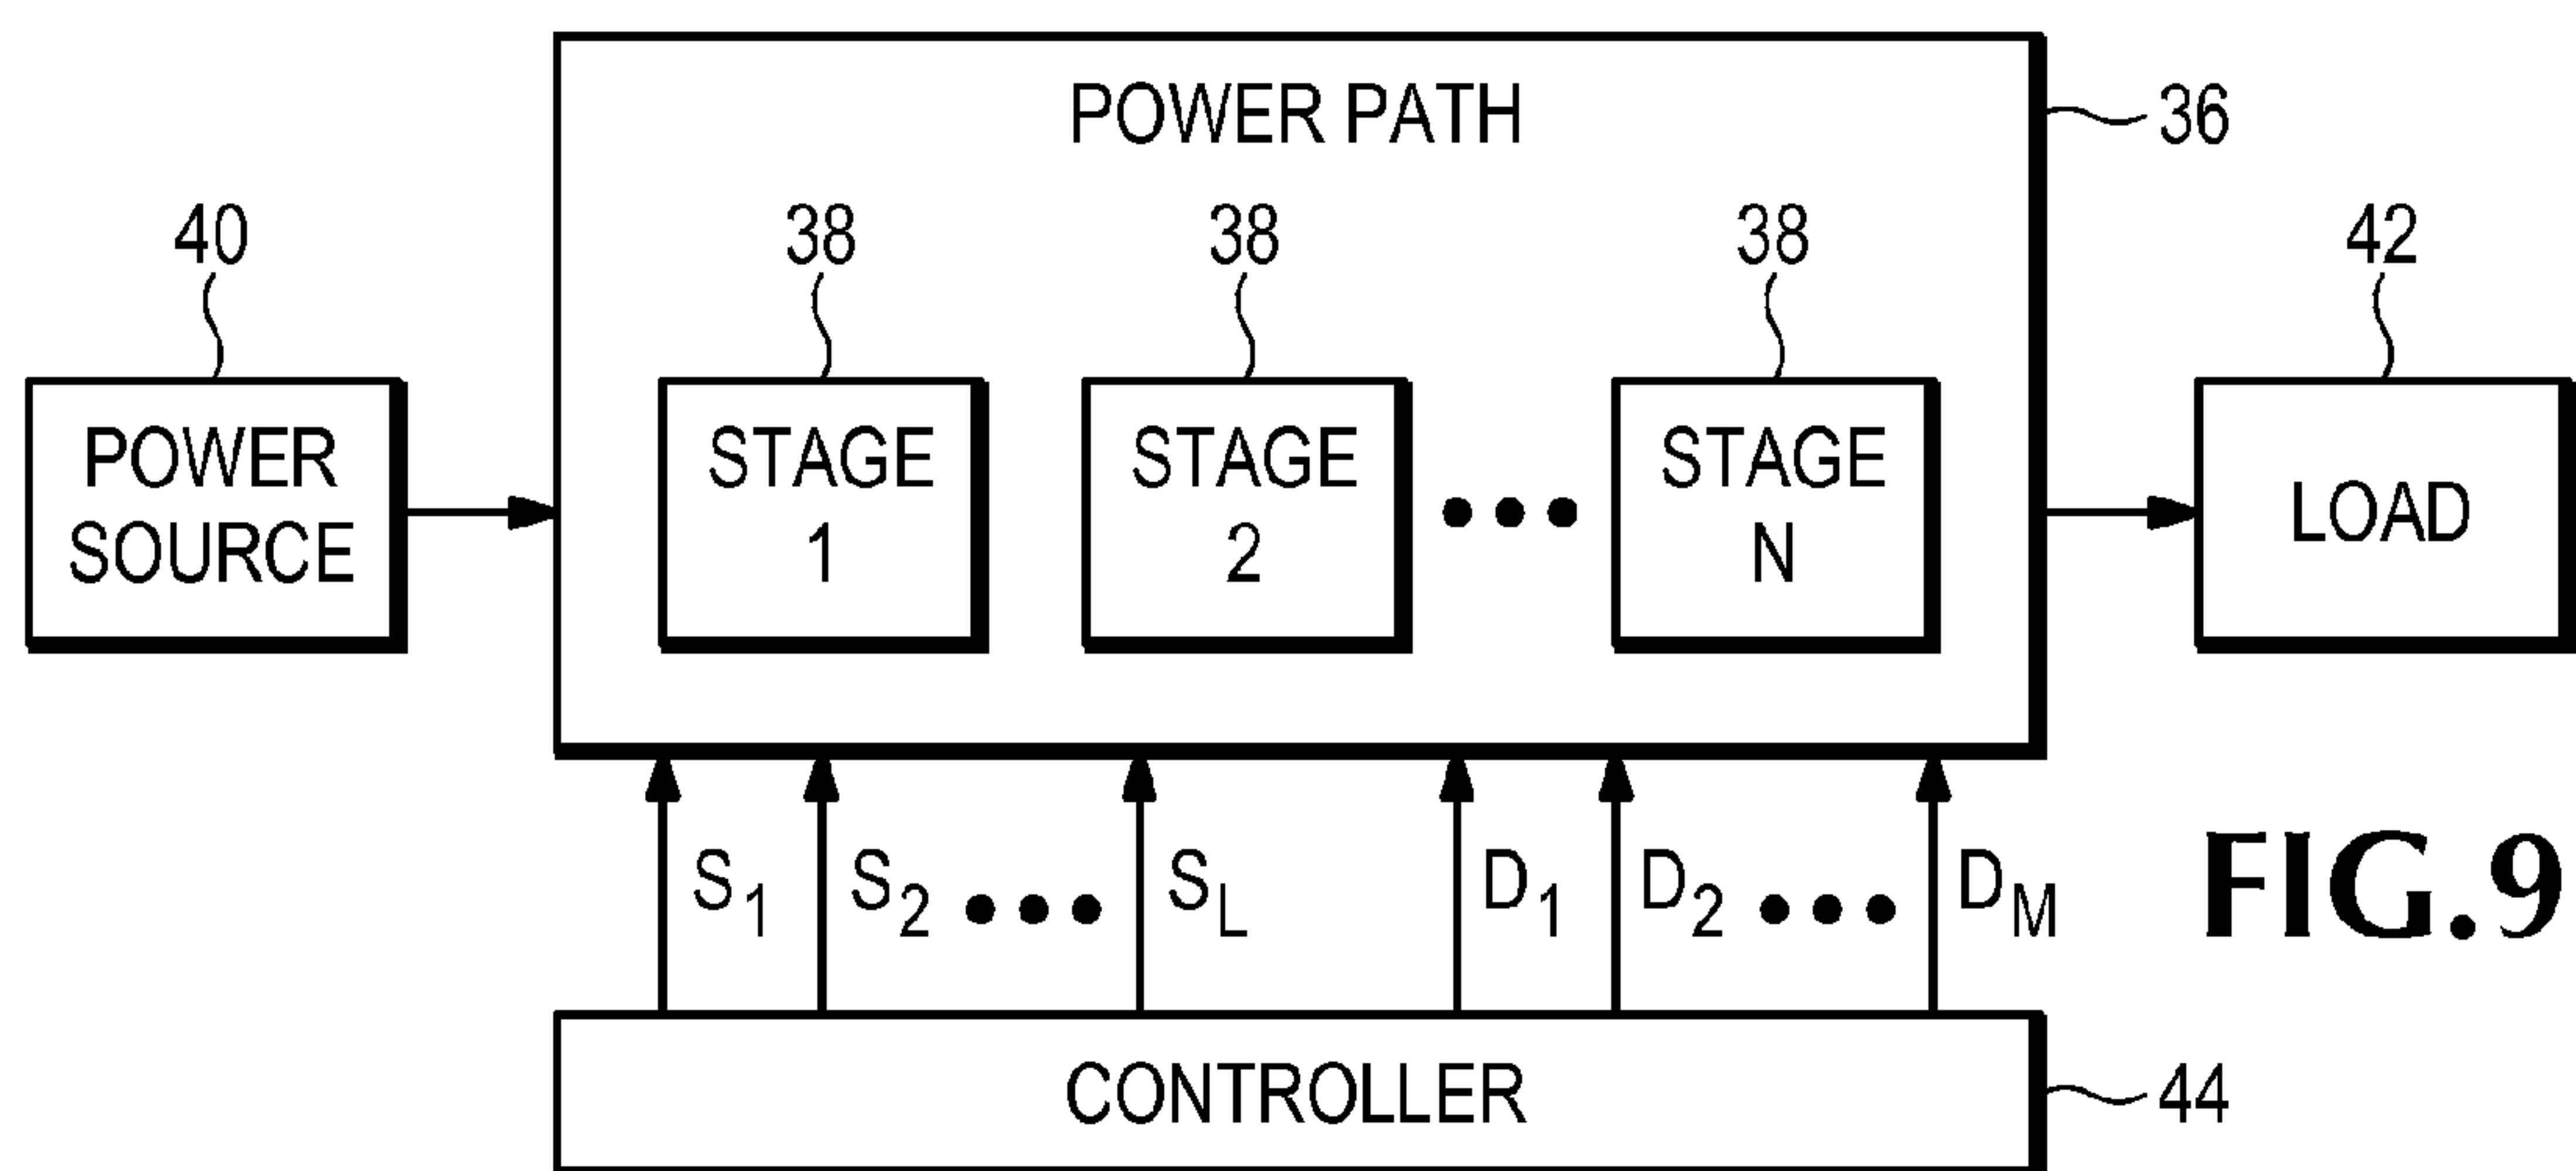 POWER PATH
36
40
38
38
38
42
POWER
SOURCE
STAGE
1
STAGE
2
STAGE
N
LOAD
S1 S2 ••• SL D1 D2 ••• DM
FIG.9
CONTROLLER
44